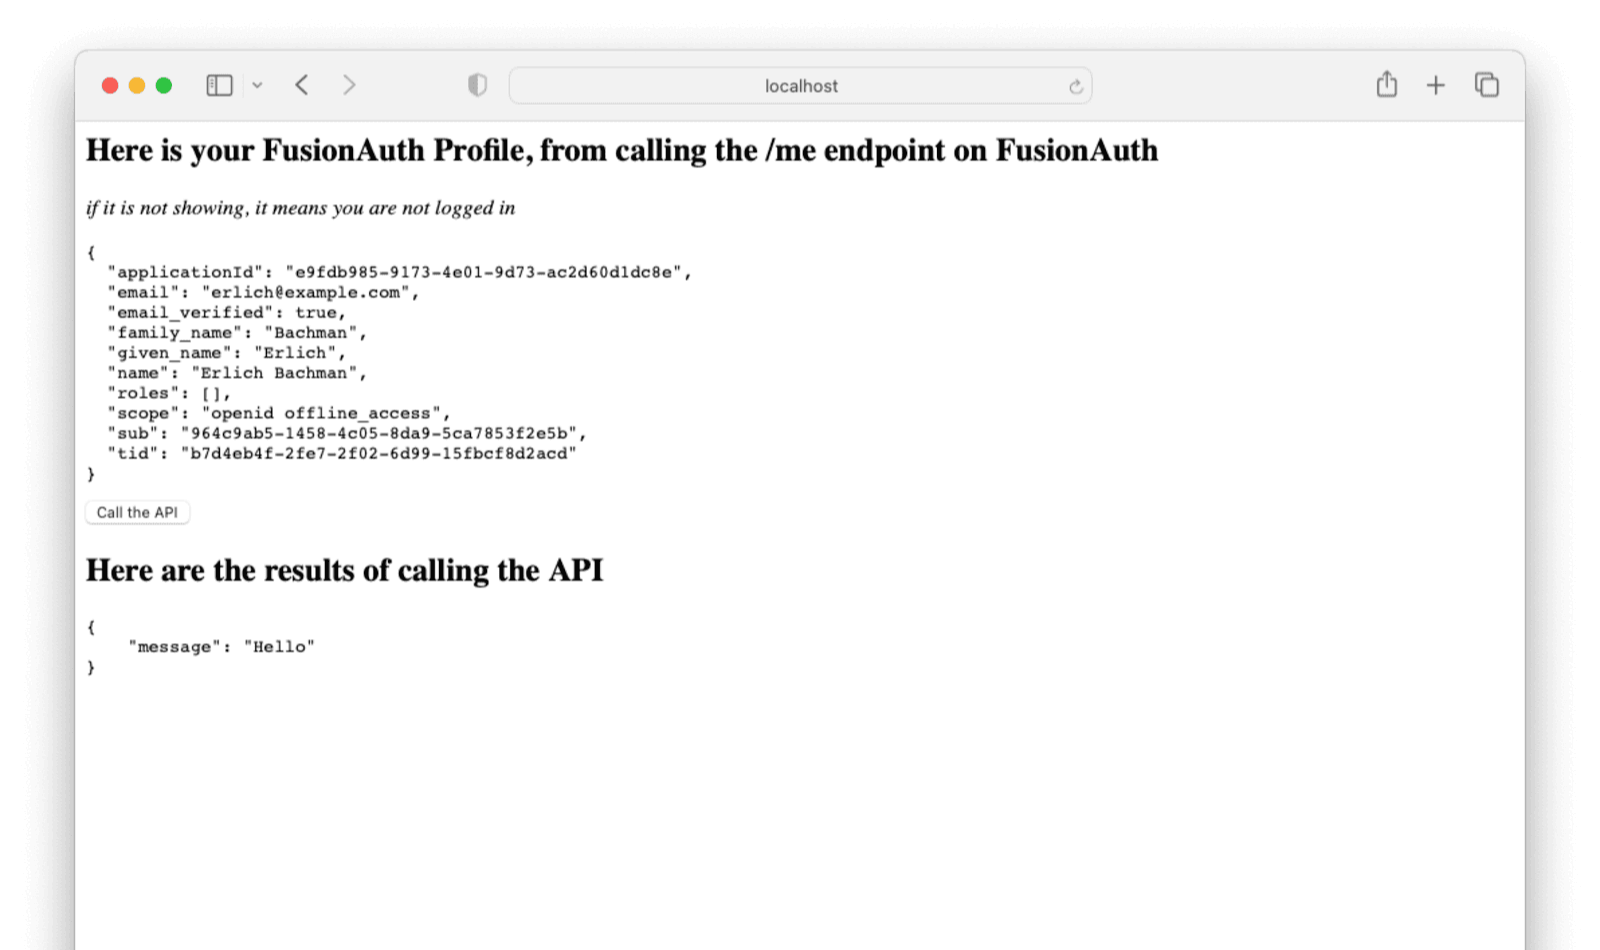 localhost
Here is your FusionAuth Profile, from calling the /me endpoint on FusionAuth
if it is not showing, it means you are not logged in
{
  "applicationId": "e9fdb985-9173-4e01-9d73-ac2d60d1dc8e",
  "email": "erlich@example.com",
  "email_verified": true,
  "family_name": "Bachman",
  "given_name": "Erlich",
  "name": "Erlich Bachman",
  "roles": [],
  "scope": "openid offline_access",
  "sub": "964c9ab5-1458-4c05-8da9-5ca7853f2e5b",
  "tid": "b7d4eb4f-2fe7-2f02-6d99-15fbcf8d2acd"
}
Call the API
Here are the results of calling the API
{
    "message": "Hello"
}